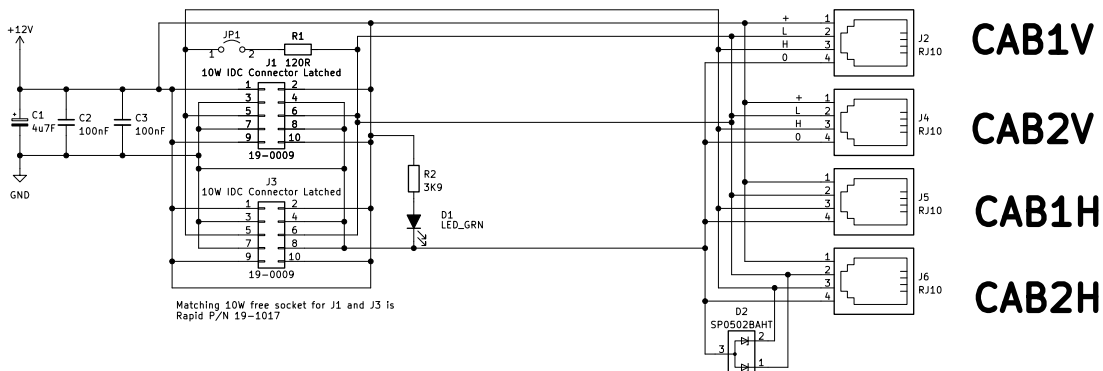 +12V
GND
C1
4u7F
C2
100nF
C3
100nF
JP1
1
2
R1
120R
J1
10W IDC Connector Latched
1
2
3
4
5
6
7
8
9
10
19-0009
J3
10W IDC Connector Latched
1
2
3
4
5
6
7
8
9
10
19-0009
Matching 10W free socket for J1 and J3 is
Rapid P/N 19-1017
R2
3K9
D1
LED_GRN
+
L
H
0
1
2
3
4
J2
RJ10
CAB1V
+
L
H
0
1
2
3
4
J4
RJ10
CAB2V
1
2
3
4
J5
RJ10
CAB1H
1
2
3
4
J6
RJ10
CAB2H
D2
SP0502BAHT
3
2
1